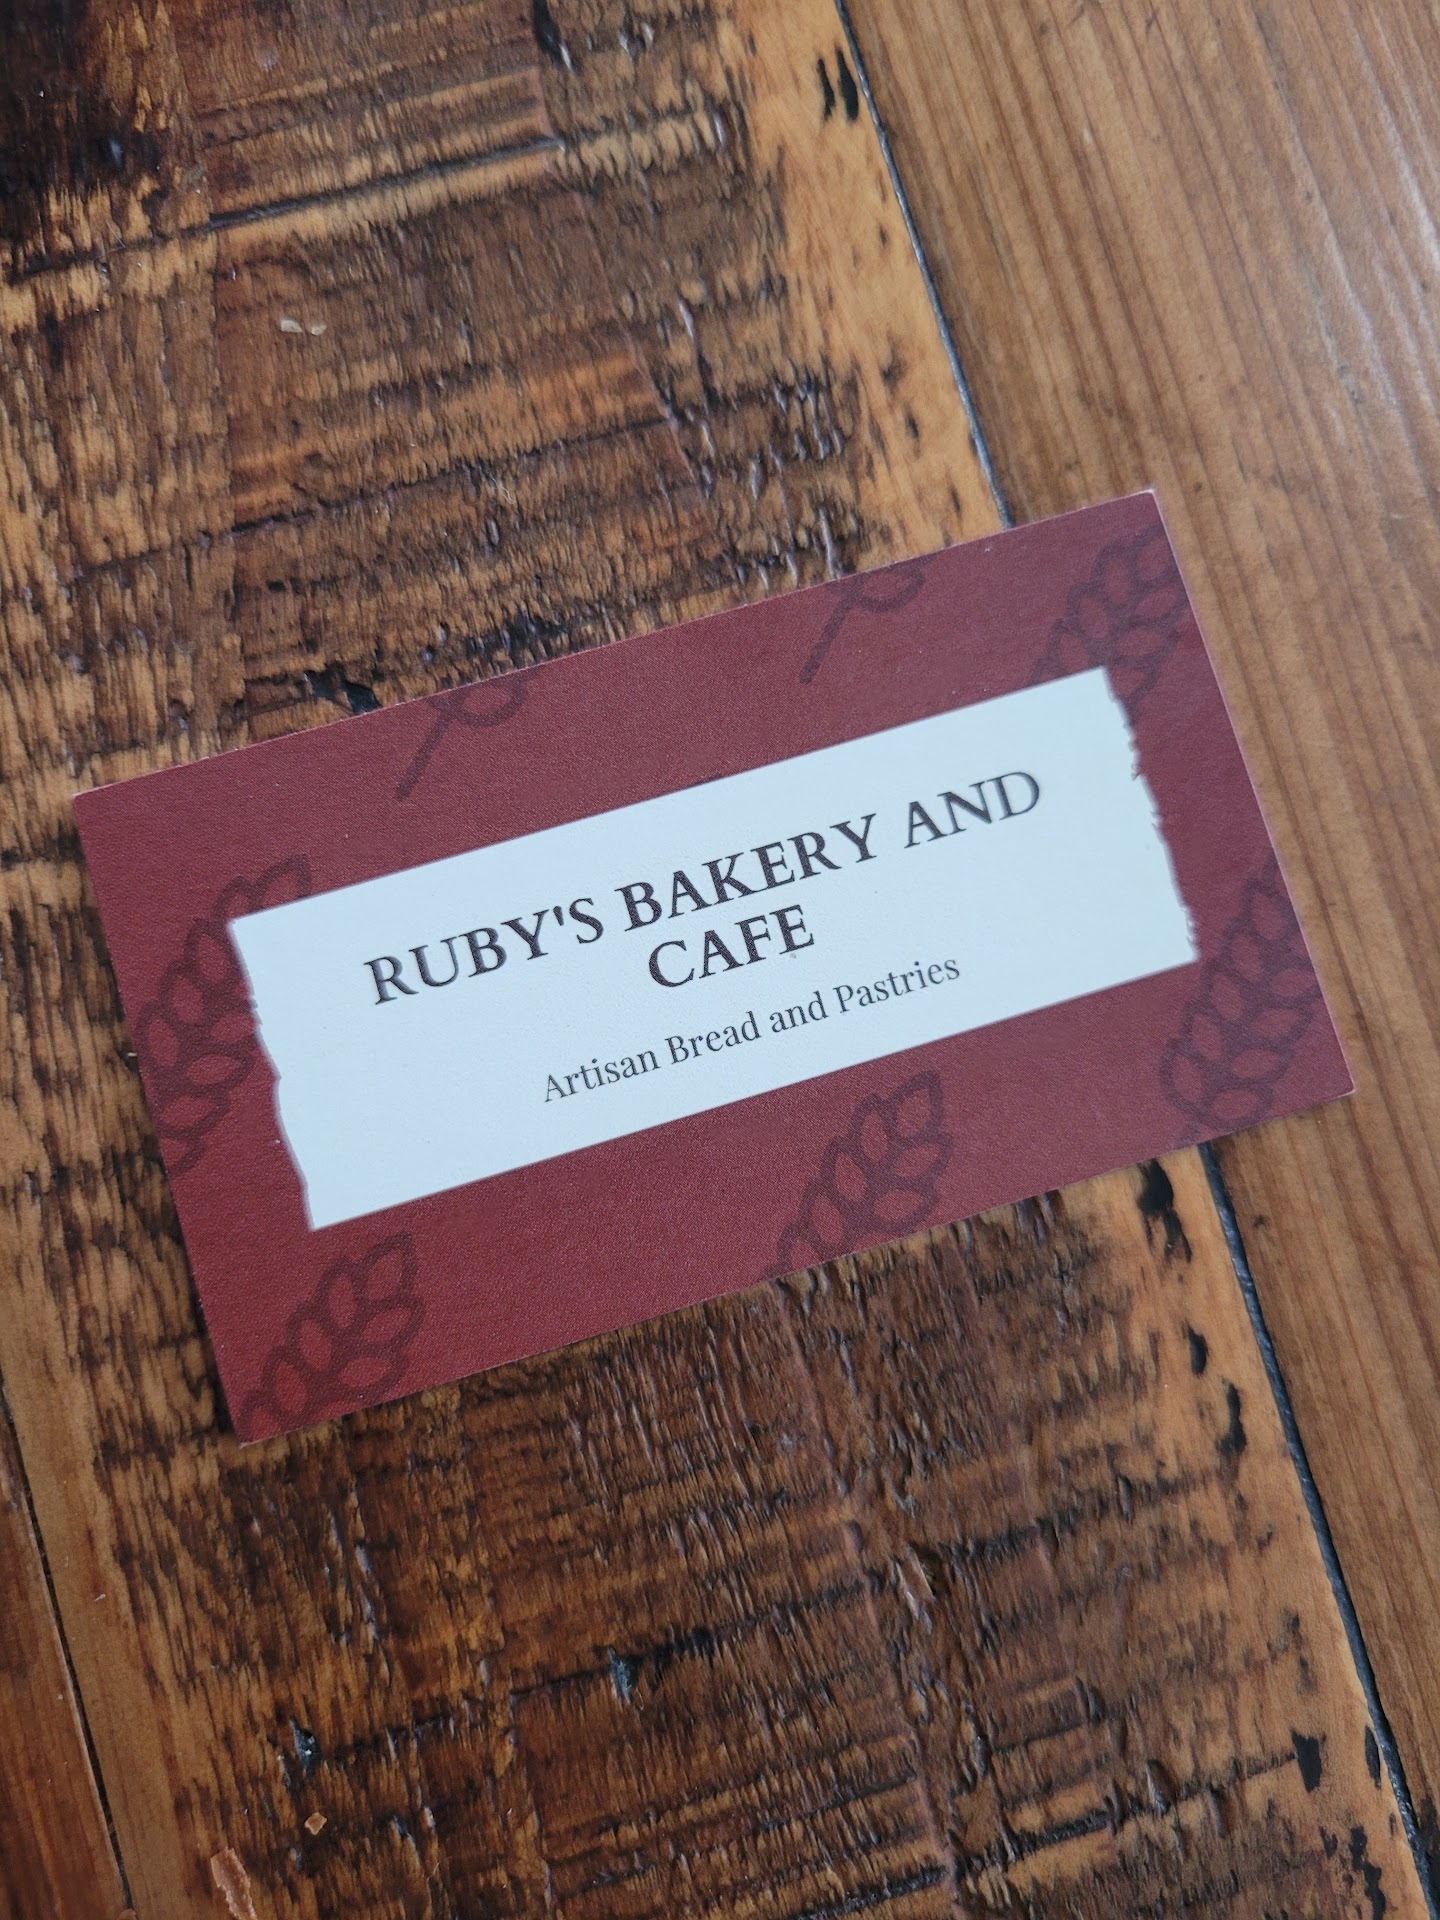 RUBY'S BAKERY AND
CAFE
Artisan Bread and Pastries